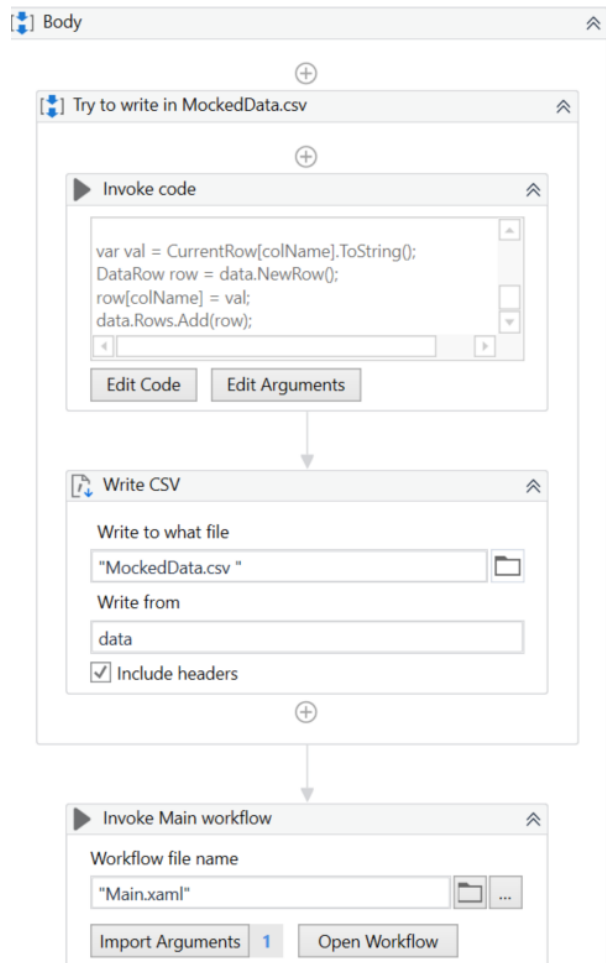 Body
Try to write in MockedData.csv
Invoke code
var val = CurrentRow[colName].ToString();
DataRow row = data.NewRow();
row[colName] = val;
data.Rows.Add(row);
Edit Code Edit Arguments
Write CSV
Write to what file
"MockedData.csv "
Write from
data
Include headers
Invoke Main workflow
Workflow file name
"Main.xaml" ...
Import Arguments 1 Open Workflow